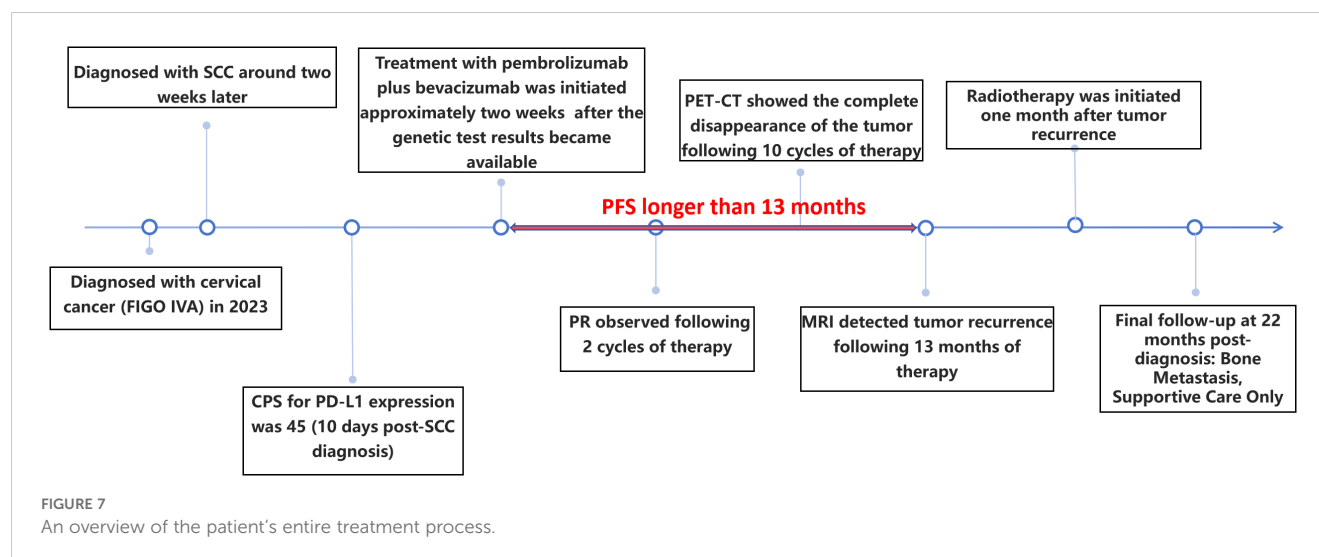 Diagnosed with SCC around two
weeks later
Treatment with pembrolizumab
plus bevacizumab was initiated
approximately two weeks after the
genetic test results became
available
PET-CT showed the complete
disappearance of the tumor
following 10 cycles of therapy
Radiotherapy was initiated
one month after tumor
recurrence
PFS longer than 13 months
Diagnosed with cervical
cancer (FIGO IVA) in 2023
CPS for PD-L1 expression
was 45 (10 days post-SCC
diagnosis)
PR observed following
2 cycles of therapy
MRI detected tumor recurrence
following 13 months of
therapy
Final follow-up at 22
months post-
diagnosis: Bone
Metastasis,
Supportive Care Only
FIGURE 7
An overview of the patient's entire treatment process.